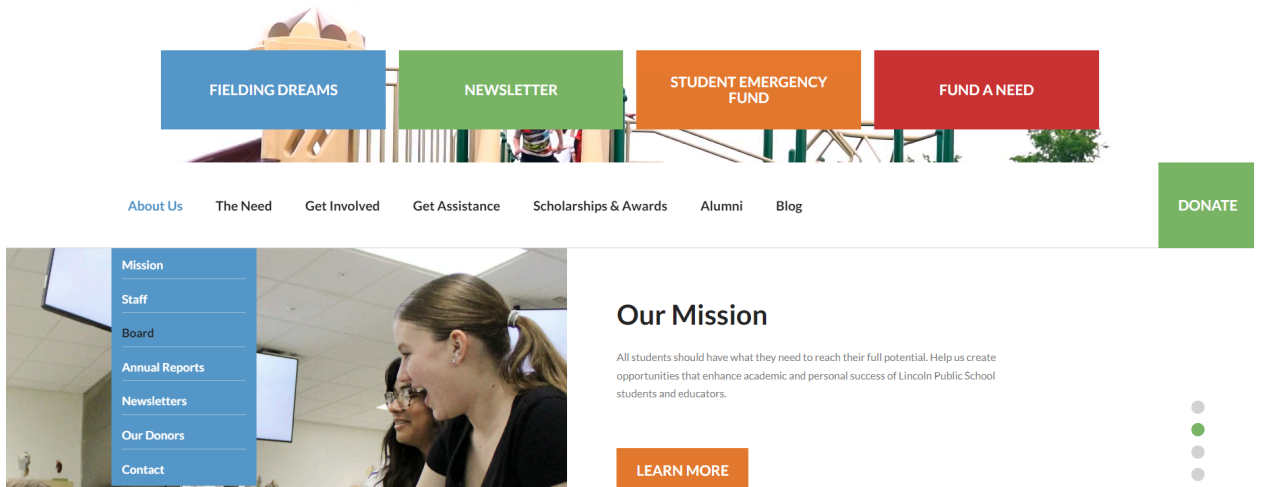 FIELDING DREAMS
NEWSLETTER
STUDENT EMERGENCY
FUND
FUND A NEED
About Us
The Need
Get Involved
Get Assistance
Scholarships & Awards
Alumni
Blog
DONATE
Mission
Staff
Board
Annual Reports
Newsletters
Our Donors
Contact
Our Mission
All students should have what they need to reach their full potential. Help us create
opportunities that enhance academic and personal success of Lincoln Public School
students and educators.
LEARN MORE